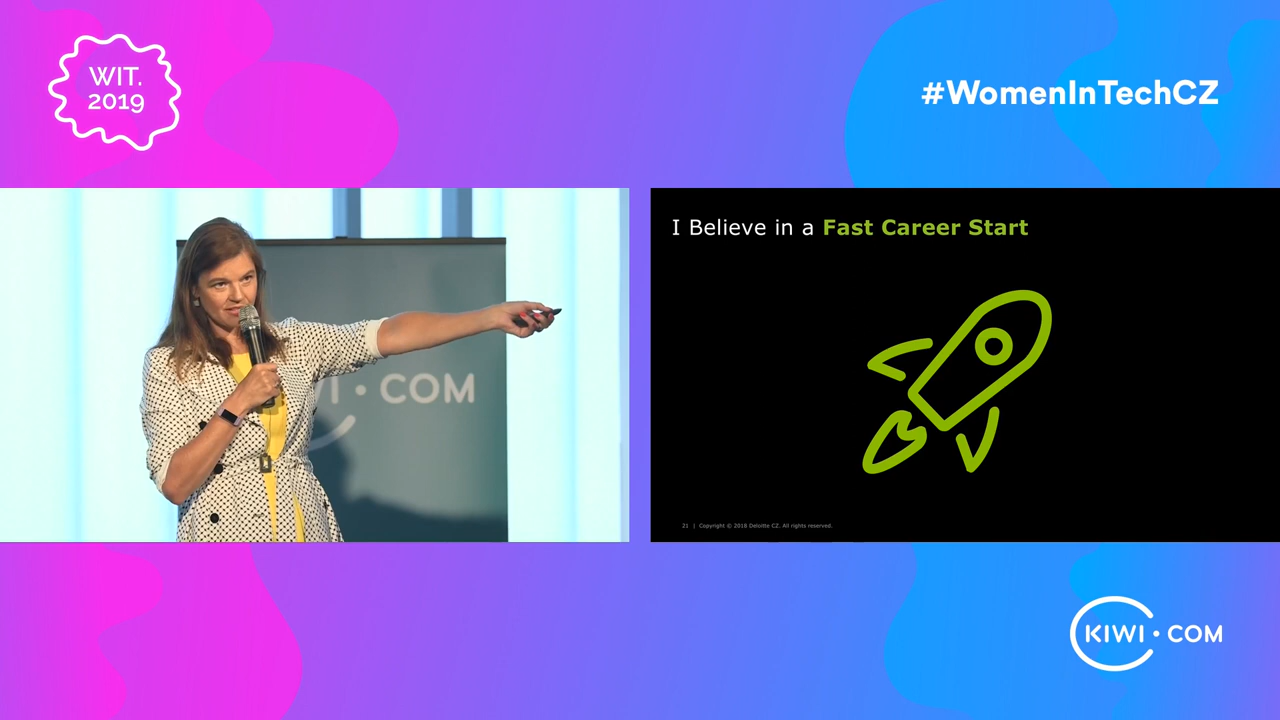 WIT.
2019
#WomenInTechCZ
I Believe in a Fast Career Start
WI • COM
21 | Copyright © 2018 Deloitte CZ. All rights reserved.
KIWI • COM